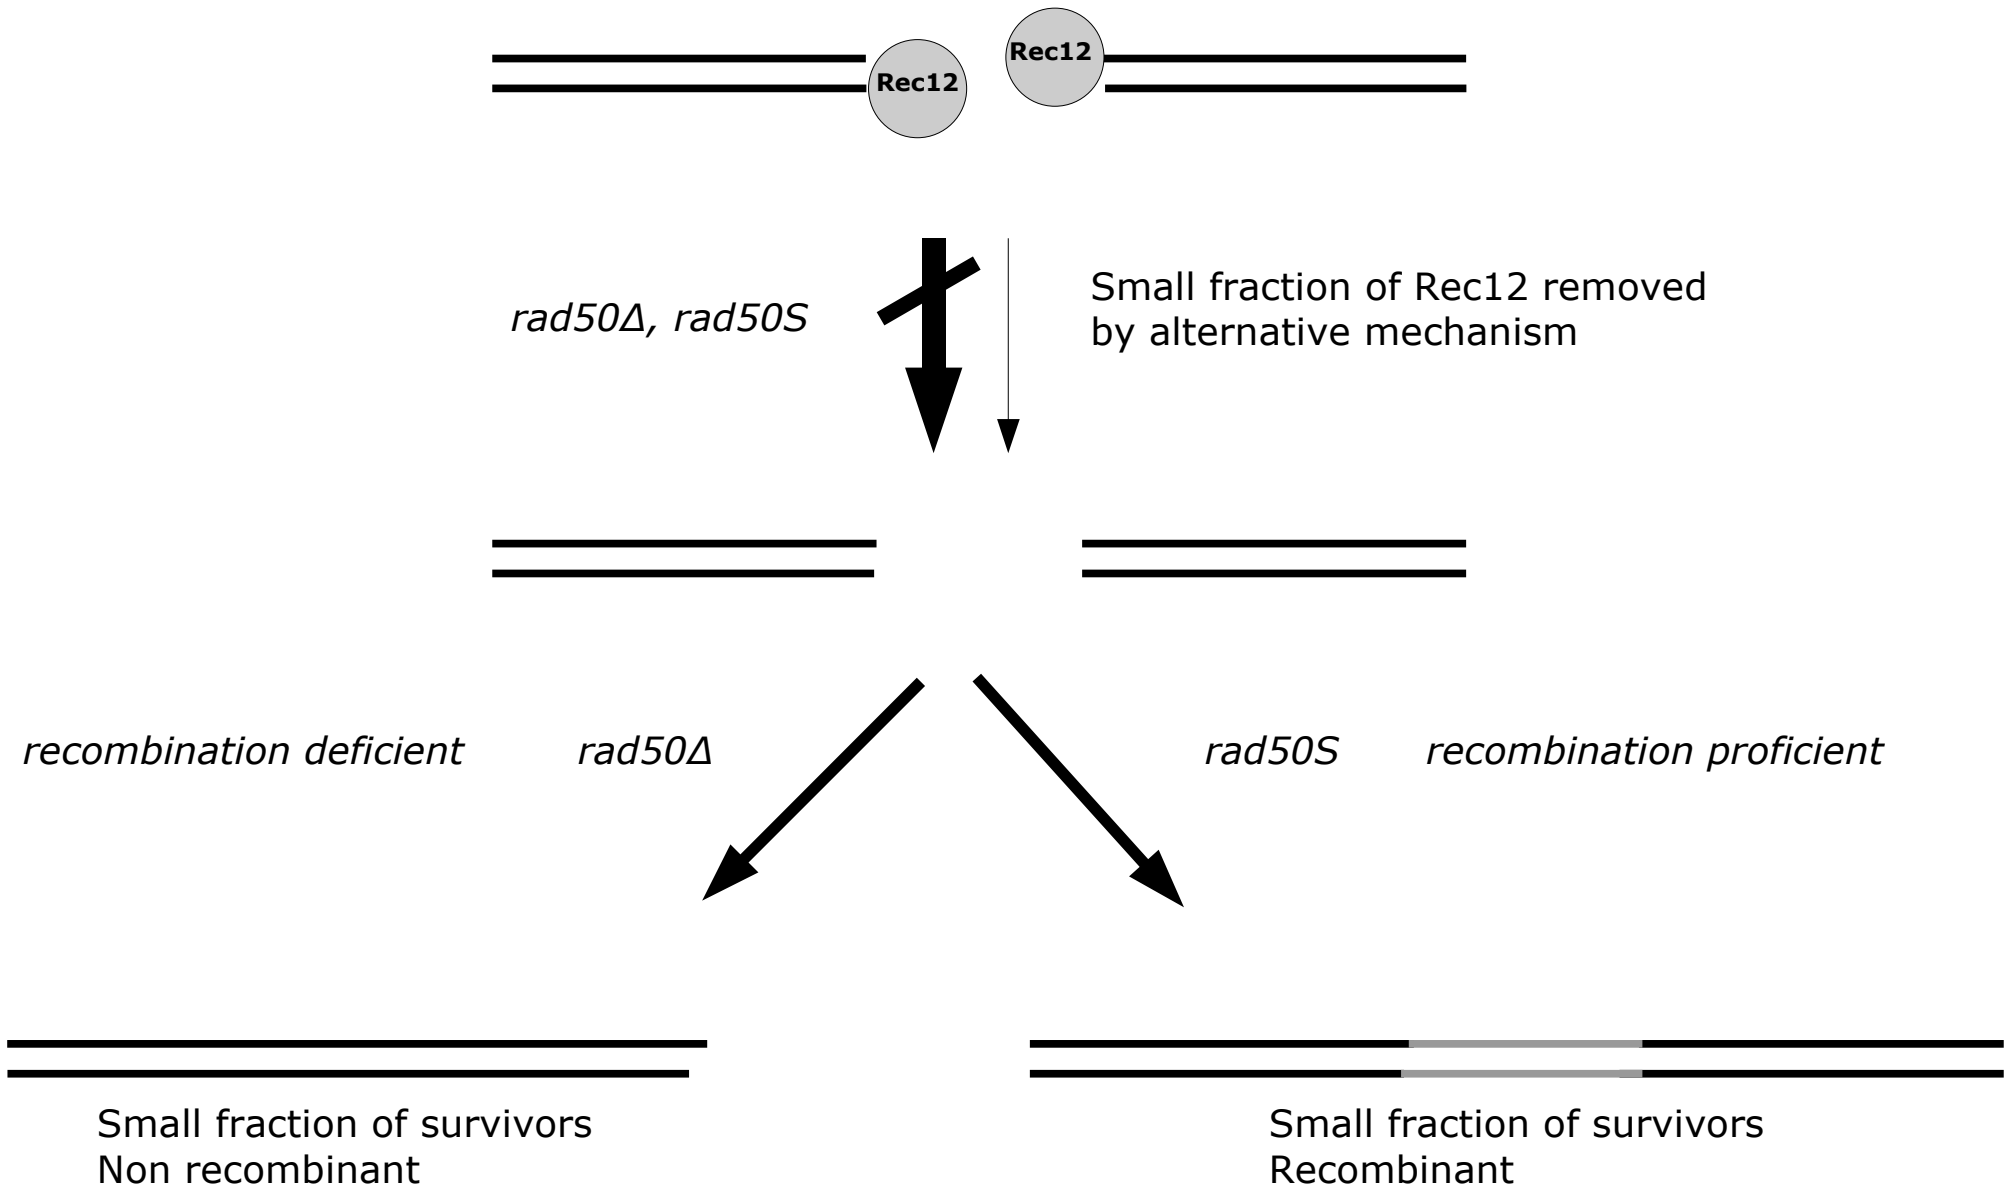 Rec12
Rec12
rad50Δ, rad50S
Small fraction of Rec12 removed
by alternative mechanism
recombination deficient
rad50Δ
rad50S
recombination proficient
Small fraction of survivors
Non recombinant
Small fraction of survivors
Recombinant